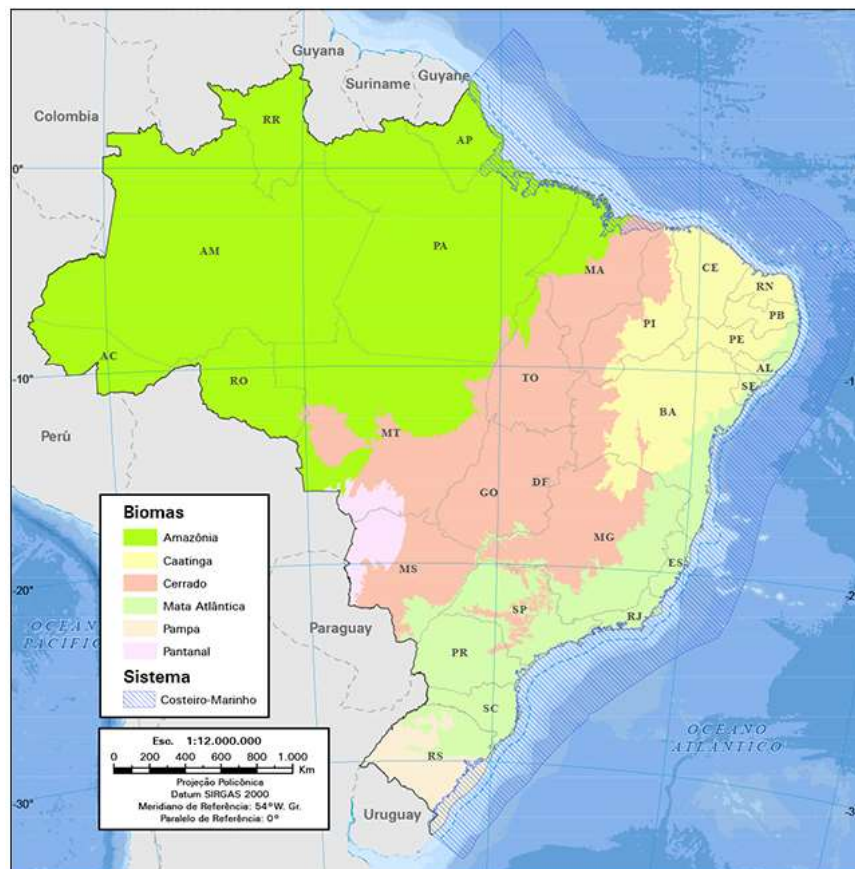 Guyana
Suriname
Guyane
Colombia
RR
AP
0°
AM
PA
MA
CE
RN
PB
PI
PE
AC
AL
SE
-10°
RO
TO
BA
MT
Perú
DF
GO
MG
MS
ES
-20°
SP
RJ
Paraguay
PR
SC
RS
Uruguay
-30°
OCEANO
PACÍFICO
OCEANO
ATLÂNTICO
Biomas
Amazônia
Caatinga
Cerrado
Mata Atlântica
Pampa
Pantanal
Sistema
Costeiro-Marinho
Esc. 1:12.000.000
0 200 400 600 800 1.000
Km
Projeção Policônica
Datum SIRGAS 2000
Meridiano de Referência: 54°W. Gr.
Paralelo de Referência: 0°